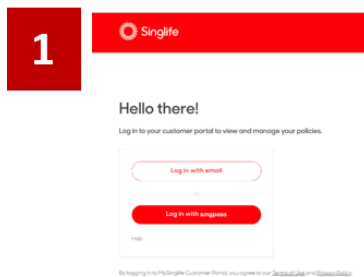 1
Singlife
Hello there!
Log in to your customer portal to view and manage your policies.
Log in with email
Log in with singpass
Help
By logging in to MySinglife Customer Portal, you agree to our Terms of Use and Privacy Policy.